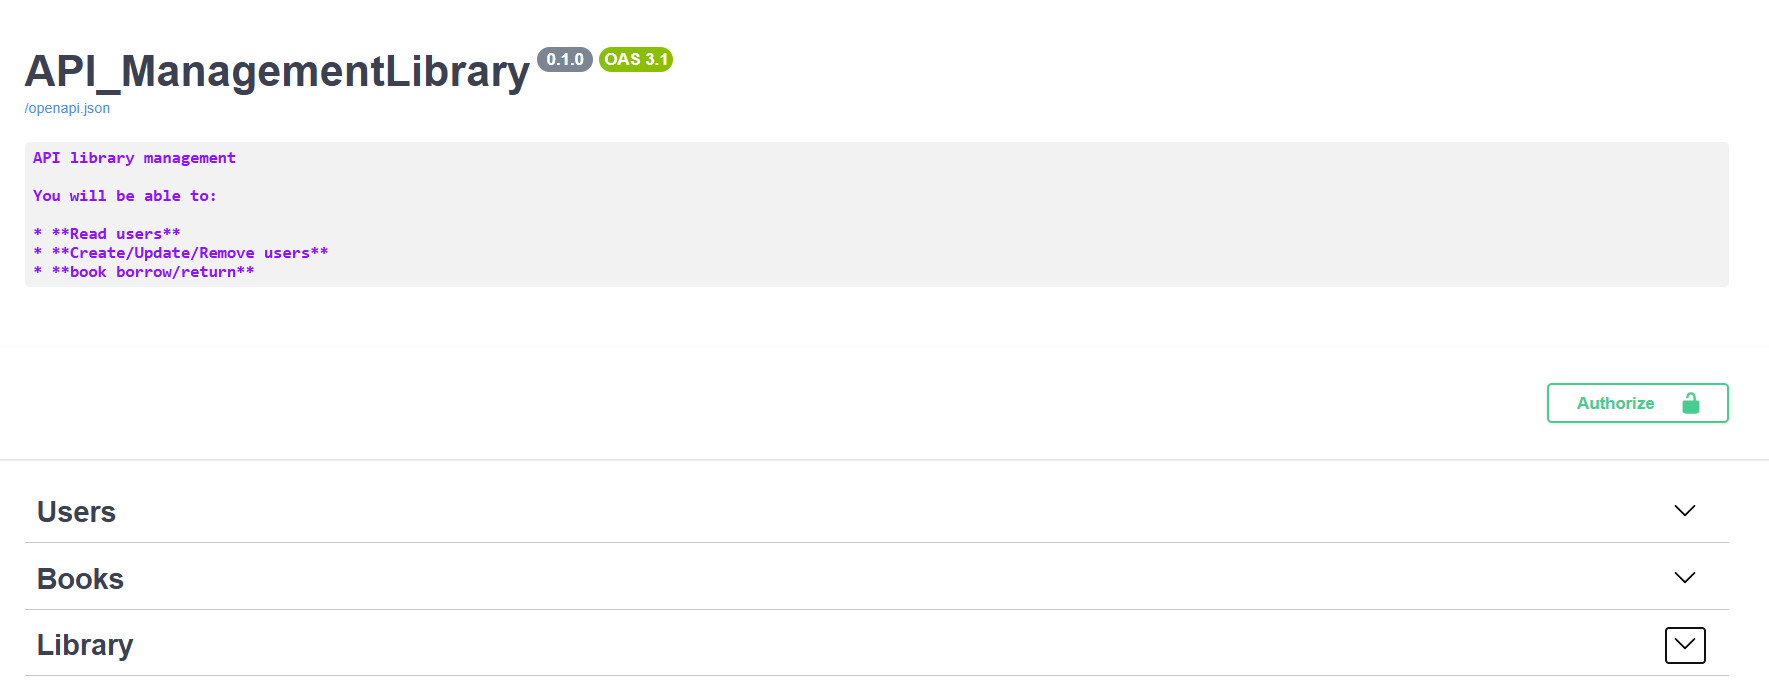 API_ManagementLibrary 0.1.0 OAS 3.1
/openapi.json
API library management
You will be able to:
* **Read users**
* **Create/Update/Remove users**
* **book borrow/return**
Authorize
Users
Books
Library